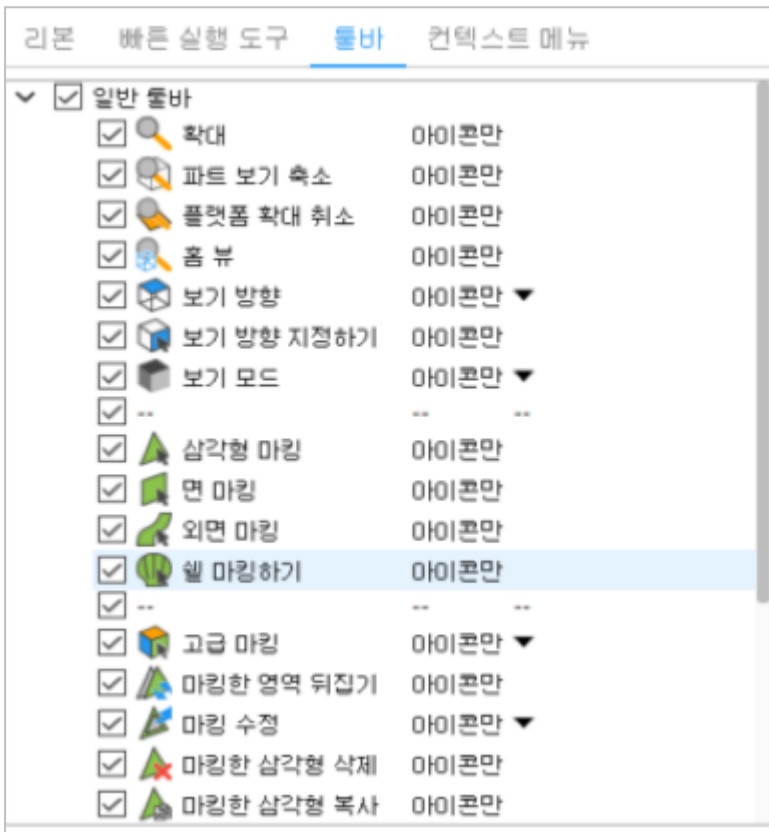 리본 빠른 실행 도구 툴바 컨텍스트 메뉴
일반 툴바
확대 아이콘만
파트 보기 축소 아이콘만
플랫폼 확대 취소 아이콘만
홈 뷰 아이콘만
보기 방향 아이콘만
보기 방향 지정하기 아이콘만
보기 모드 아이콘만
-- -- --
삼각형 마킹 아이콘만
면 마킹 아이콘만
외면 마킹 아이콘만
쉘 마킹하기 아이콘만
-- -- --
고급 마킹 아이콘만
마킹한 영역 뒤집기 아이콘만
마킹 수정 아이콘만
마킹한 삼각형 삭제 아이콘만
마킹한 삼각형 복사 아이콘만